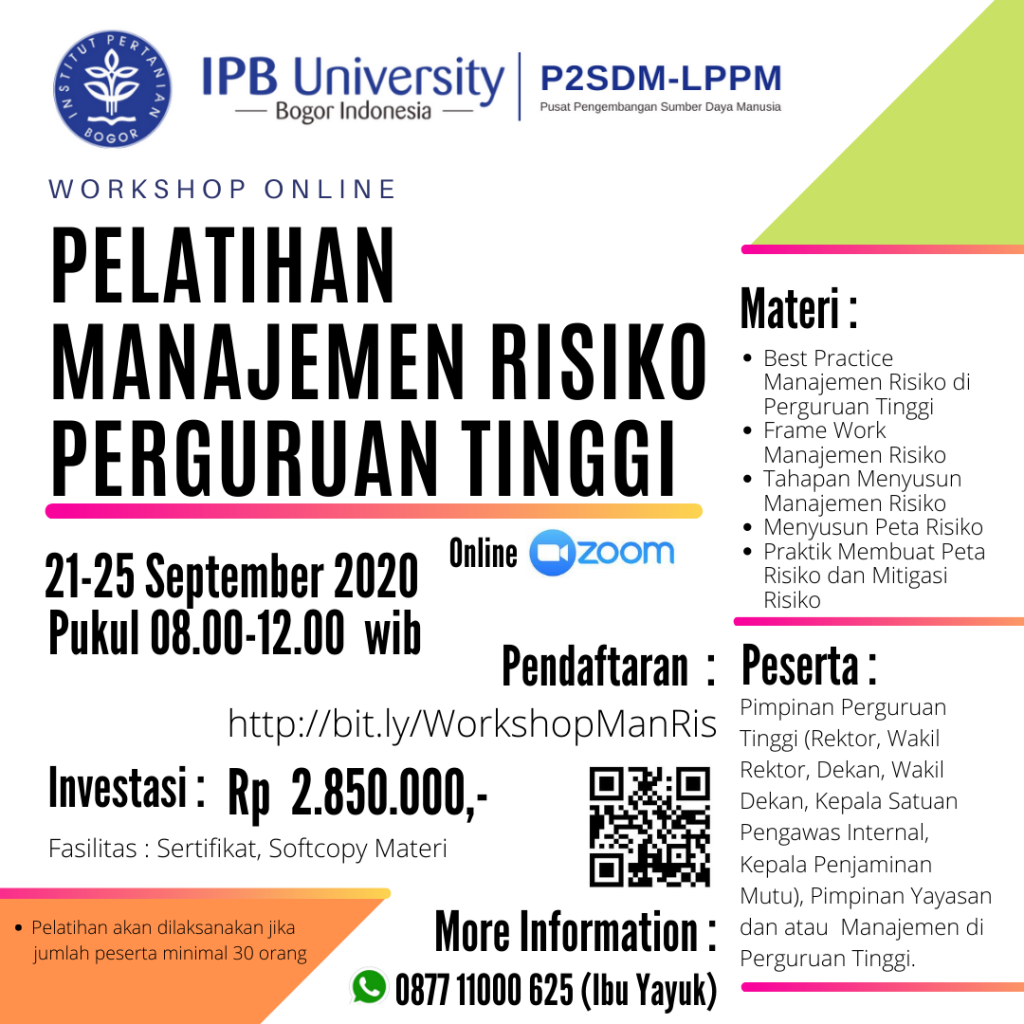 INSTITUT PERTANIAN
BOGOR
IPB University
Bogor Indonesia
P2SDM-LPPM
Pusat Pengembangan Sumber Daya Manusia
WORKSHOP ONLINE
PELATIHAN
MANAJEMEN RISIKO
PERGURUAN TINGGI
21-25 September 2020
Pukul 08.00-12.00 wib
Online zoom
Pendaftaran :
http://bit.ly/WorkshopManRis
Investasi : Rp 2.850.000,-
Fasilitas : Sertifikat, Softcopy Materi
• Pelatihan akan dilaksanakan jika
jumlah peserta minimal 30 orang
More Information :
0877 11000 625 (Ibu Yayuk)
Materi :
• Best Practice
Manajemen Risiko di
Perguruan Tinggi
• Frame Work
Manajemen Risiko
• Tahapan Menyusun
Manajemen Risiko
• Menyusun Peta Risiko
• Praktik Membuat Peta
Risiko dan Mitigasi
Risiko
Peserta :
Pimpinan Perguruan
Tinggi (Rektor, Wakil
Rektor, Dekan, Wakil
Dekan, Kepala Satuan
Pengawas Internal,
Kepala Penjaminan
Mutu), Pimpinan Yayasan
dan atau Manajemen di
Perguruan Tinggi.